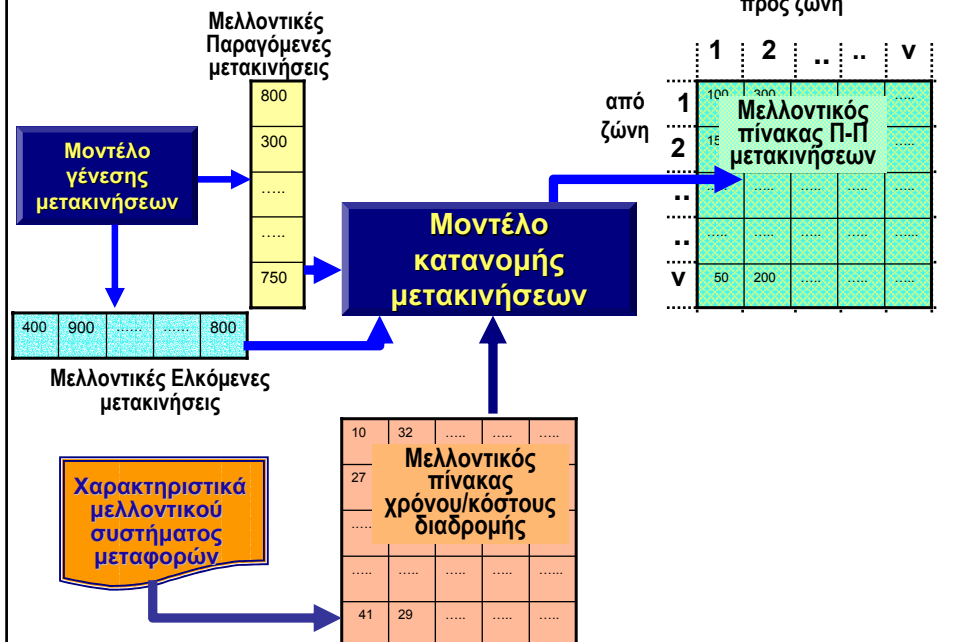 προς ζώνη
Μελλοντικές
Παραγόμενες
μετακινήσεις
1 2 .. .. ν
από
ζώνη
800
300
…..
…..
750
1 100 300 …..
2 15 …..
.. ….. ….. ….. …..
.. ….. ….. ….. ….. …..
ν 50 200 ….. ….. …..
Μελλοντικός
πίνακας Π-Π
μετακινήσεων
Μοντέλο
γένεσης
μετακινήσεων
Μοντέλο
κατανομής
μετακινήσεων
400 900 …... …... 800
Μελλοντικές Ελκόμενες
μετακινήσεις
10 32 ….. ….. …..
27
…..
….. ….. ….. ….. …...
41 29 ….. ….. …..
Μελλοντικός
πίνακας
χρόνου/κόστους
διαδρομής
Χαρακτηριστικά
μελλοντικού
συστήματος
μεταφορών